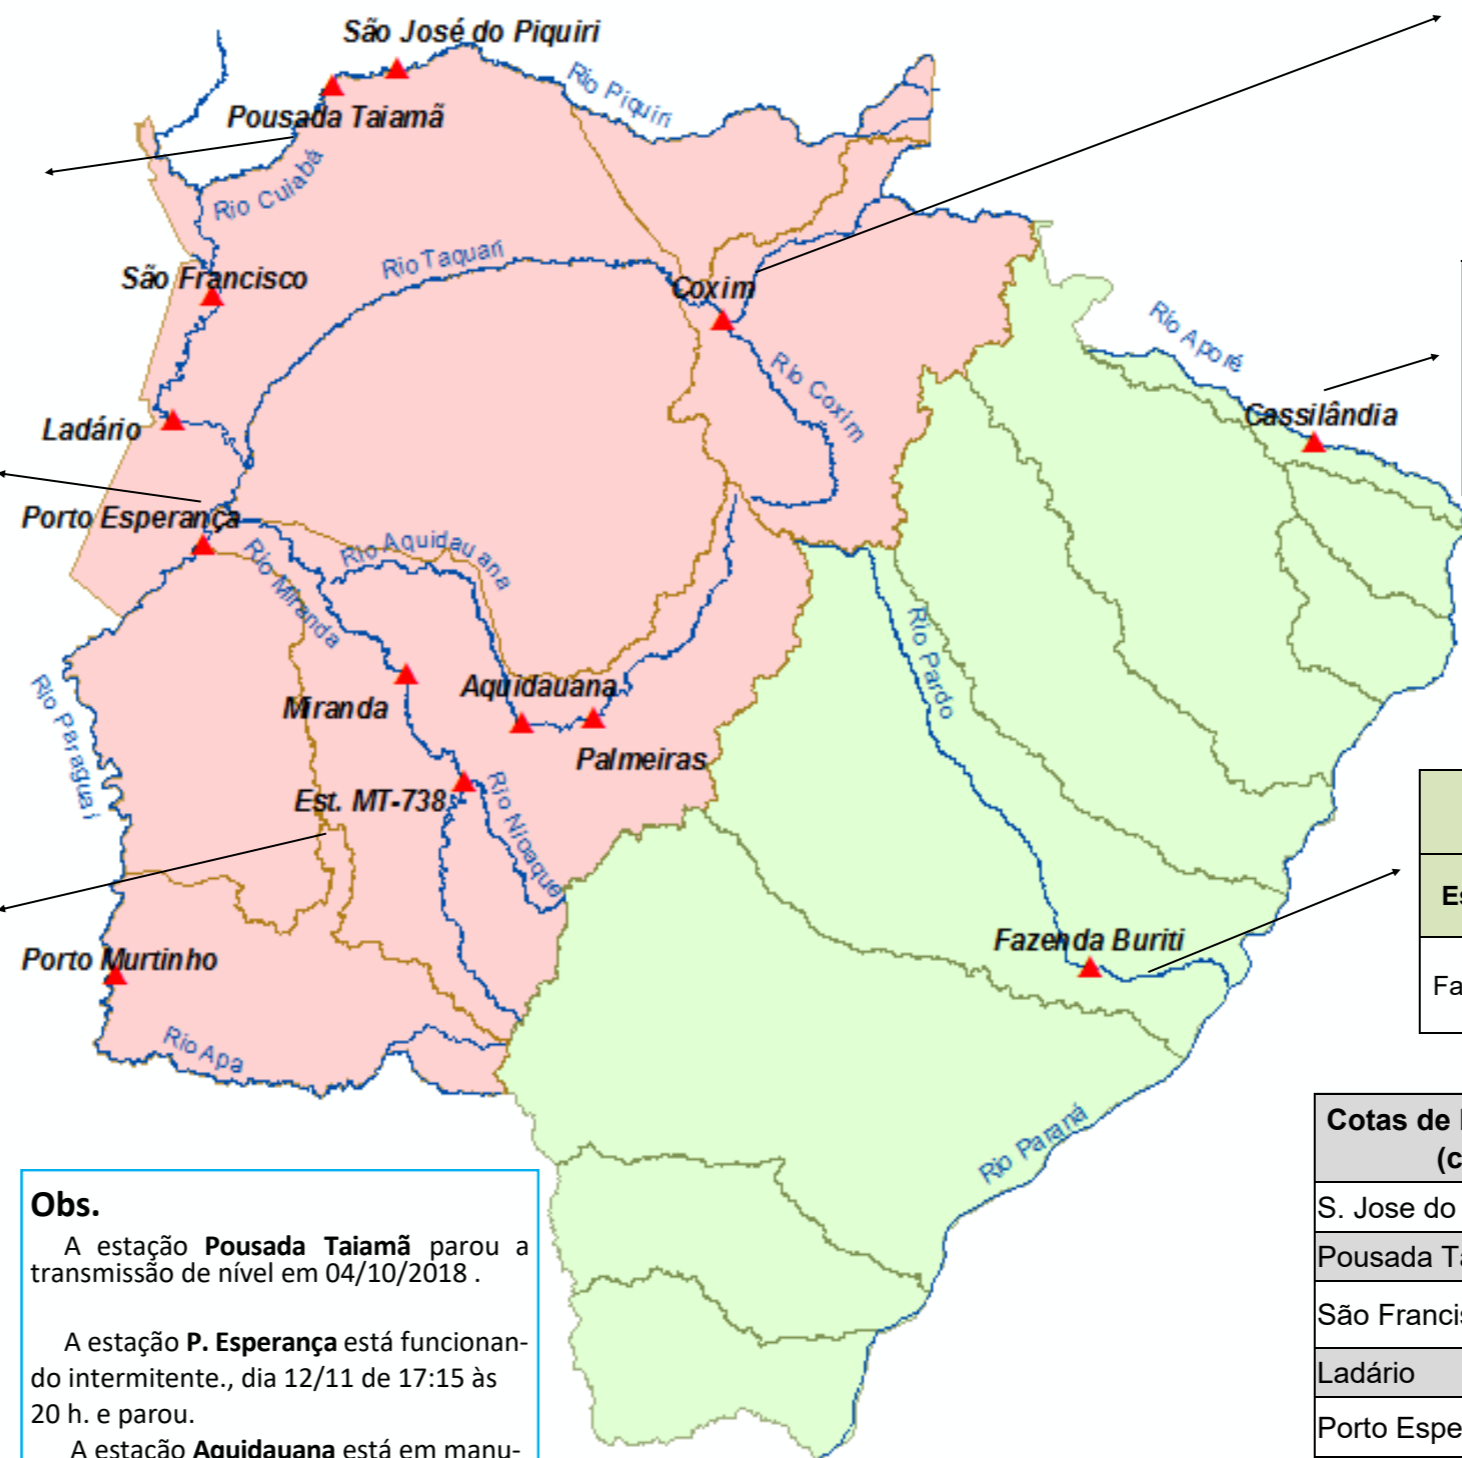 São José do Piquiri
Rio Piquiri
Pousada Taiamã
Rio Cuiabá
Rio Taquari
São Francisco
Coxim
Rio Aporé
Rio Coxim
Cassilândia
Ladário
Porto Esperança
Rio Aquidauana
Rio Miranda
Rio Pardo
Rio Paraguai
Aquidauana
Miranda
Palmeiras
Est. MT-738
Rio Nioaque
Es
Fazenda Buriti
Porto Murtinho
Fa
Rio Apa
Rio Paraná
Cotas de
(c
S. Jose do
Pousada Ta
São Francis
Ladário
Porto Espe
Obs.
A estação Pousada Taiamã parou a
transmissão de nível em 04/10/2018 .
A estação P. Esperança está funcionan-
do intermitente., dia 12/11 de 17:15 às
20 h. e parou.
A estação Aquidauana está em manu-